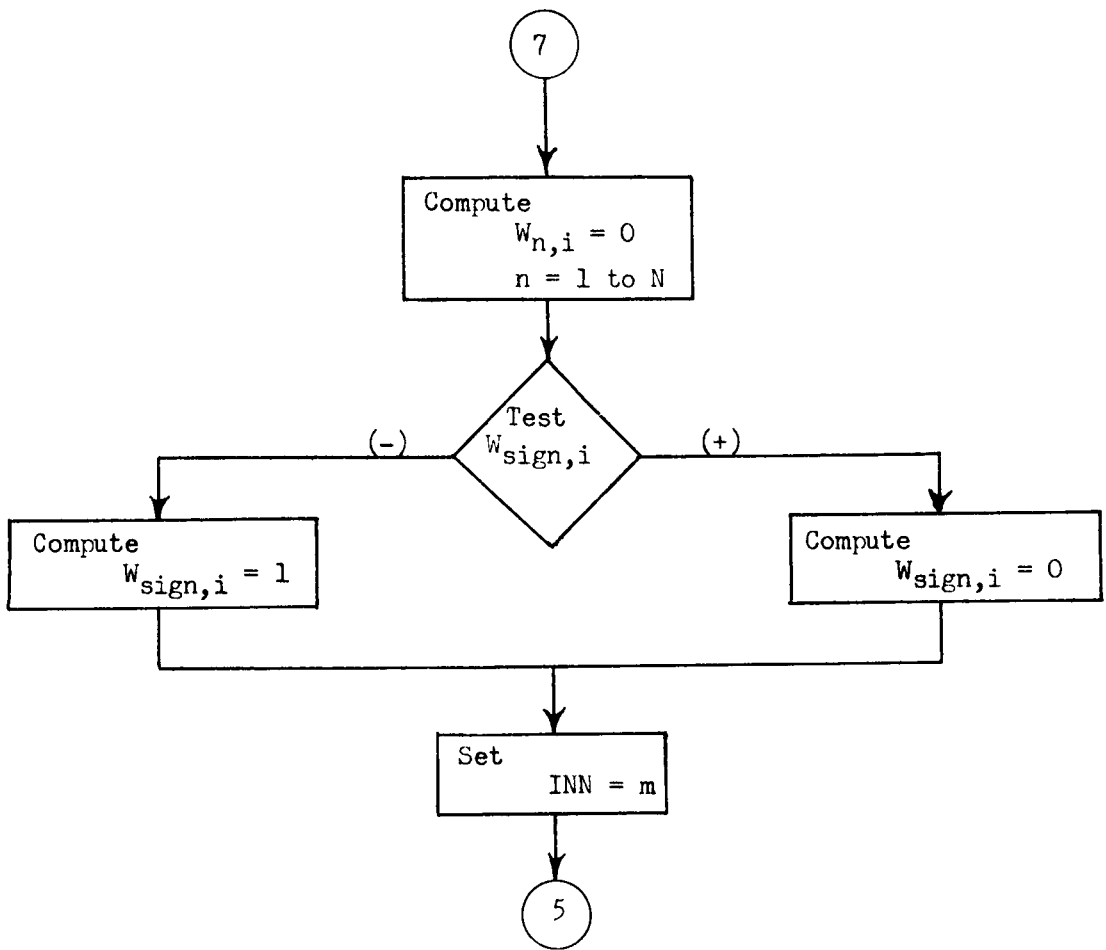 7
Compute
W_{n,i} = 0
n = 1 to N
Test
W_{sign,i}
(-)
(+)
Compute
W_{sign,i} = 1
Compute
W_{sign,i} = 0
Set
INN = m
5